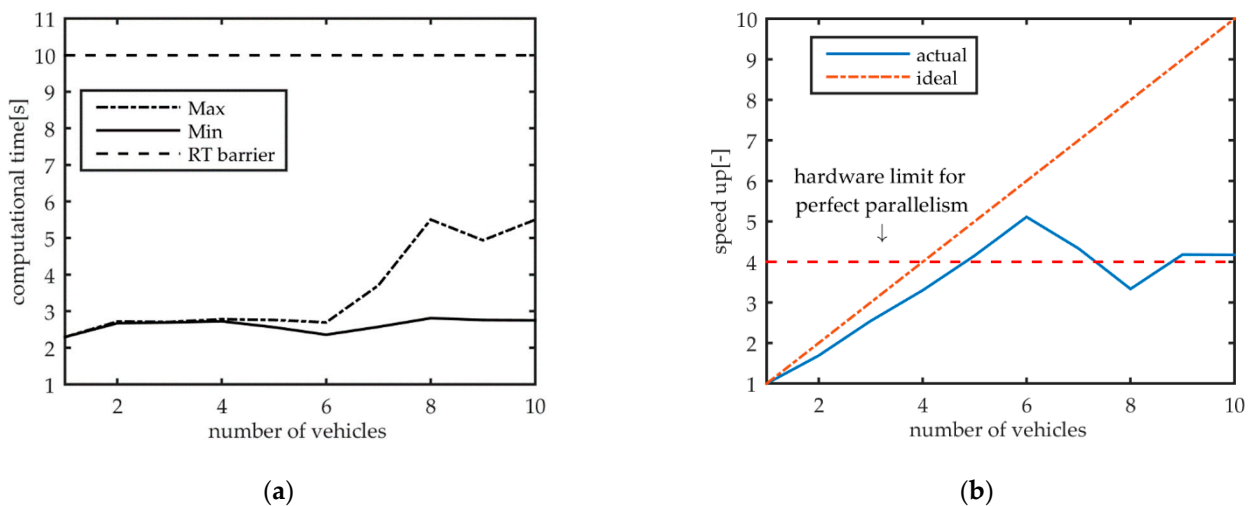 11
10
9
8
7
6
5
4
3
2
1
computational time[s]
Max
Min
RT barrier
2
4
6
8
10
number of vehicles
(a)
10
9
8
7
6
5
4
3
2
1
speed up[-]
actual
ideal
hardware limit for
perfect parallelism
↓
2
4
6
8
10
number of vehicles
(b)